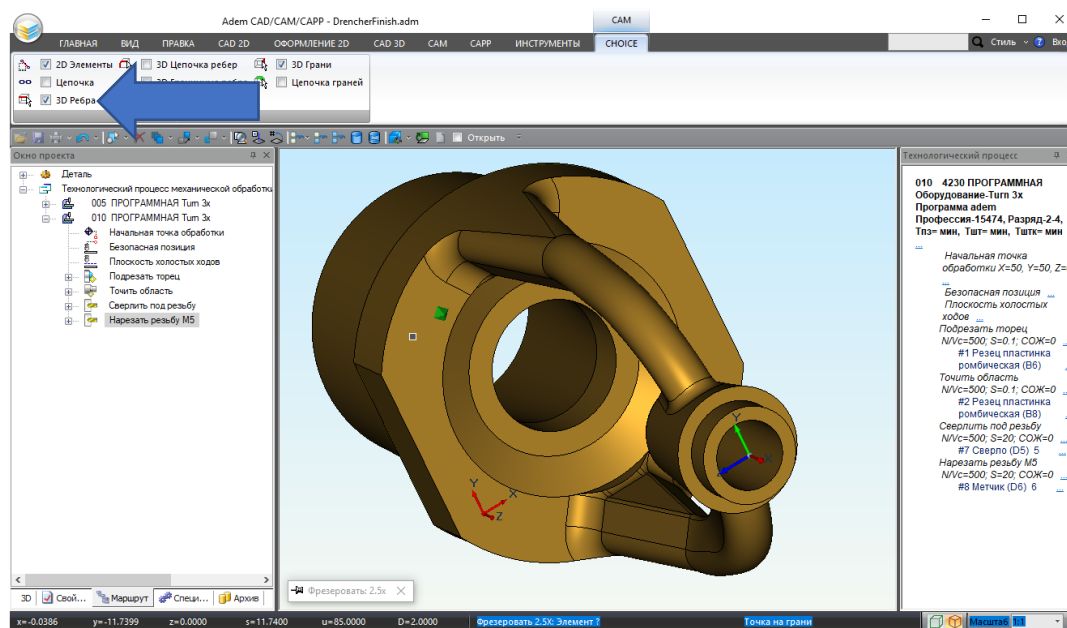 Adem CAD/CAM/CAPP - DrencherFinish.adm
CAM
ГЛАВНАЯ ВИД ПРАВКА CAD 2D ОФОРМЛЕНИЕ 2D CAD 3D CAM CAPP ИНСТРУМЕНТЫ CHOICE
Стиль ? Вхо
2D Элементы 3D Цепочка ребер 3D Грани
Цепочка Цепочка граней
3D Ребра
Открыть
Окно проекта
Деталь
Технологический процесс механической обработки
005 ПРОГРАММНАЯ Turn 3x
010 ПРОГРАММНАЯ Turn 3x
Начальная точка обработки
Безопасная позиция
Плоскость холостых ходов
Подрезать торец
Точить область
Сверлить под резьбу
Нарезать резьбу М5
3D Свой... Маршрут Специ... Архив
Y
X
Z
Y
X
Фрезеровать: 2.5x
Технологический процесс
010 4230 ПРОГРАММНАЯ
Оборудование-Turn 3x
Программа adem
Профессия-15474, Разряд-2-4,
Тпз= мин, Тшт= мин, Тштк= мин
...
Начальная точка
обработки X=50, Y=50, Z=
...
Безопасная позиция ...
Плоскость холостых
ходов ...
Подрезать торец
N/Vc=500; S=0.1; СОЖ=0 ...
#1 Резец пластинка
ромбическая (B6)
Точить область
N/Vc=500; S=0.1; СОЖ=0 ...
#2 Резец пластинка
ромбическая (B8)
Сверлить под резьбу
N/Vc=500; S=20; СОЖ=0 ...
#7 Сверло (D5) 5 ...
Нарезать резьбу М5
N/Vc=500; S=20; СОЖ=0 ...
#8 Метчик (D6) 6 ...
x=-0.0386 y=-11.7399 z=0.0000 s=11.7400 u=85.0000 D=2.0000 Фрезеровать 2.5X: Элемент ? Точка на грани Масштаб 1:1